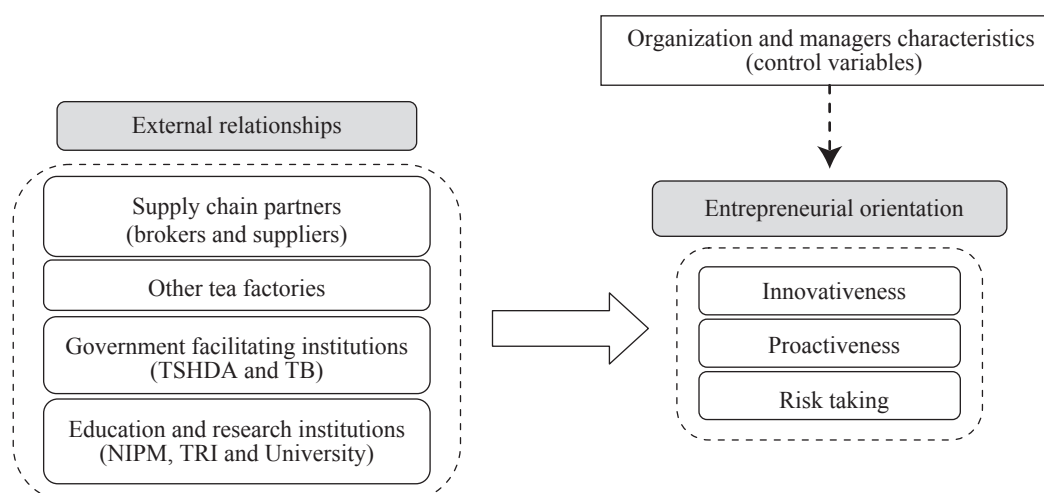 Organization and managers characteristics
(control variables)
External relationships
Supply chain partners
(brokers and suppliers)
Other tea factories
Government facilitating institutions
(TSHDA and TB)
Education and research institutions
(NIPM, TRI and University)
Entrepreneurial orientation
Innovativeness
Proactiveness
Risk taking